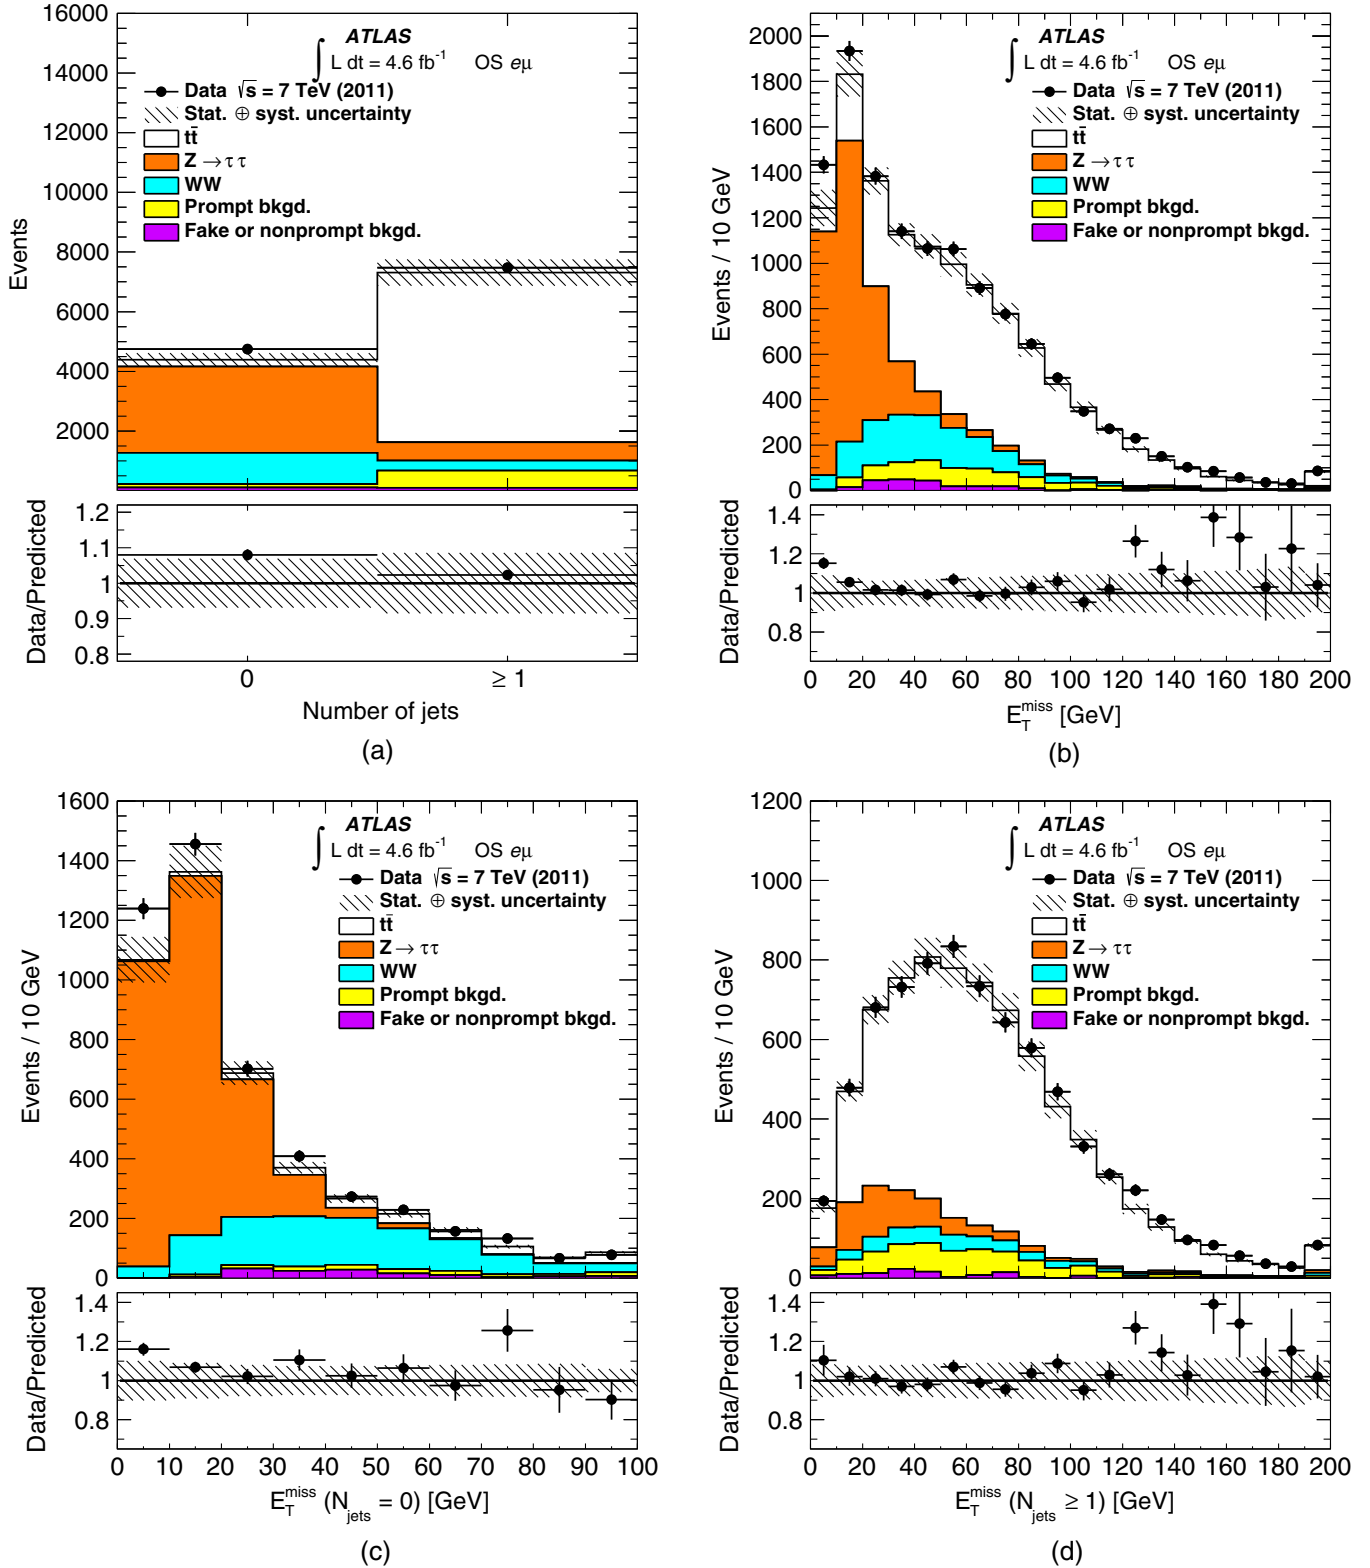 16000
14000
12000
10000
8000
6000
4000
2000
Events
ATLAS
∫ L dt = 4.6 fb⁻¹ OS eμ
Data √s = 7 TeV (2011)
Stat. ⊕ syst. uncertainty
tt̄
Z → ττ
WW
Prompt bkgd.
Fake or nonprompt bkgd.
1.2
1.1
1
0.9
0.8
Data/Predicted
0 ≥ 1
Number of jets
(a)
2000
1800
1600
1400
1200
1000
800
600
400
200
0
Events / 10 GeV
ATLAS
∫ L dt = 4.6 fb⁻¹ OS eμ
Data √s = 7 TeV (2011)
Stat. ⊕ syst. uncertainty
tt̄
Z → ττ
WW
Prompt bkgd.
Fake or nonprompt bkgd.
1.4
1.2
1
0.8
Data/Predicted
0 20 40 60 80 100 120 140 160 180 200
E_T^miss [GeV]
(b)
1600
1400
1200
1000
800
600
400
200
0
Events / 10 GeV
ATLAS
∫ L dt = 4.6 fb⁻¹ OS eμ
Data √s = 7 TeV (2011)
Stat. ⊕ syst. uncertainty
tt̄
Z → ττ
WW
Prompt bkgd.
Fake or nonprompt bkgd.
1.4
1.2
1
0.8
Data/Predicted
0 10 20 30 40 50 60 70 80 90 100
E_T^miss (N_jets = 0) [GeV]
(c)
1200
1000
800
600
400
200
0
Events / 10 GeV
ATLAS
∫ L dt = 4.6 fb⁻¹ OS eμ
Data √s = 7 TeV (2011)
Stat. ⊕ syst. uncertainty
tt̄
Z → ττ
WW
Prompt bkgd.
Fake or nonprompt bkgd.
1.4
1.2
1
0.8
Data/Predicted
0 20 40 60 80 100 120 140 160 180 200
E_T^miss (N_jets ≥ 1) [GeV]
(d)